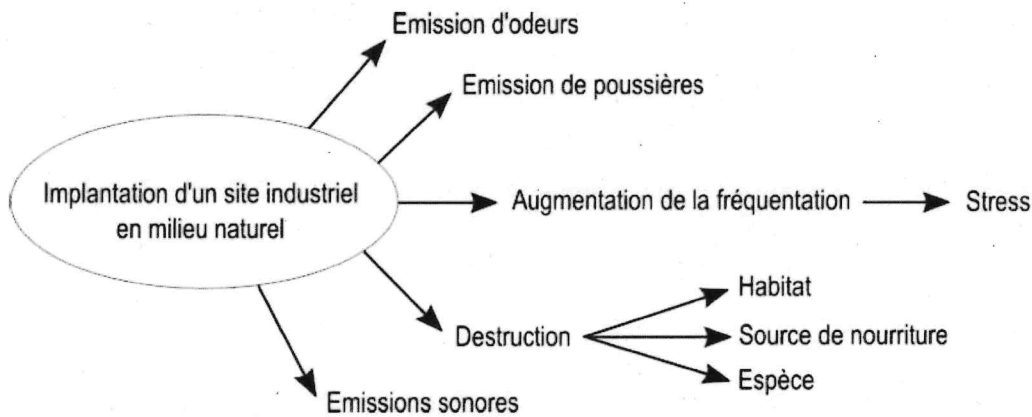 Emission d'odeurs
Emission de poussières
Implantation d'un site industriel
en milieu naturel
Augmentation de la fréquentation
Stress
Habitat
Destruction
Source de nourriture
Espèce
Emissions sonores